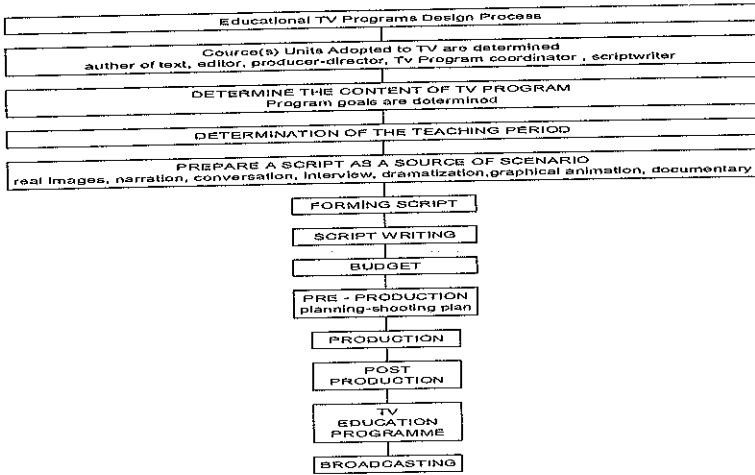 Educational TV Programs Design Process
Cource(s) Units Adopted to TV are determined
auther of text, editor, producer-director, Tv Program coordinator , scriptwriter
DETERMINE THE CONTENT OF TV PROGRAM
Program goals are determined
DETERMINATION OF THE TEACHING PERIOD
PREPARE A SCRIPT AS A SOURCE OF SCENARIO
real images, narration, conversation, interview, dramatization,graphical animation, documentary
FORMING SCRIPT
SCRIPT WRITING
BUDGET
PRE - PRODUCTION
planning-shooting plan
PRODUCTION
POST
PRODUCTION
TV
EDUCATION
PROGRAMME
BROADCASTING